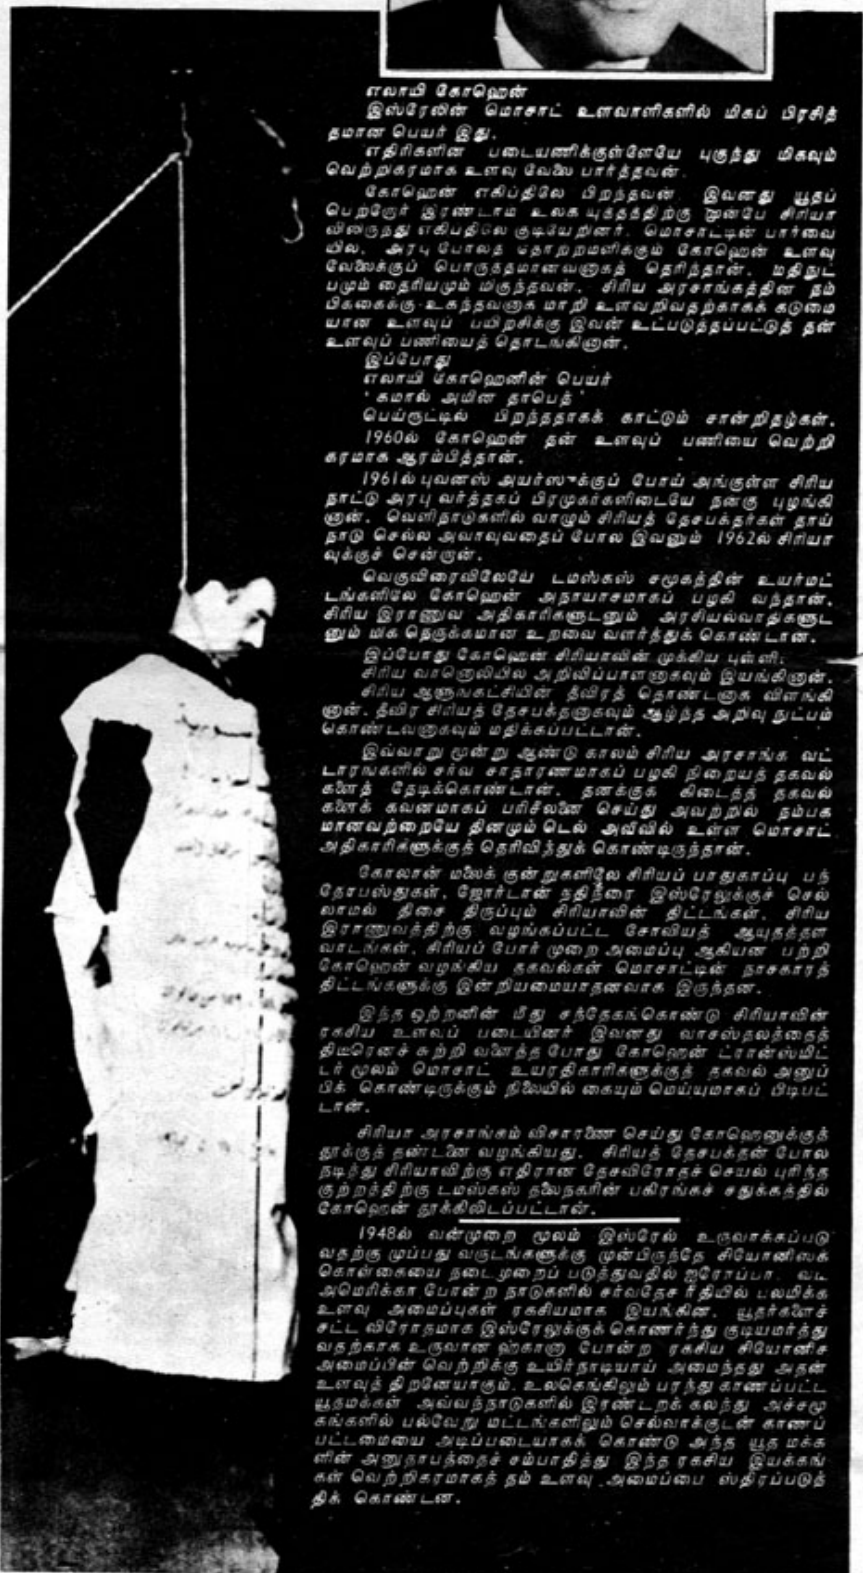 எலாயி கோஹென்
இஸ்ரேலின் மொசாட் உளவாளிகளில் மிகப் பிரசித்
தமான பெயர் இது.
எதிரிகளின் படையணிக்குள்ளேயே புகுந்து மிகவும்
வெற்றிகரமாக உளவு வேலை பார்த்தவன்.
கோஹென் எகிப்திலே பிறந்தவன். இவனது யூதப்
பெற்றோர் இரண்டாம் உலக யுத்தத்திற்கு முன்பே சிரியா
விலிருந்து எகிப்திலே குடியேறினர். மொசாட்டின் பார்வை
யில், அரபு போலத் தோற்றமளிக்கும் கோஹென் உளவு
வேலைக்குப் பொருத்தமானவனாகத் தெரிந்தான். மதிநுட்
பமும் தைரியமும் மிகுந்தவன். சிரிய அரசாங்கத்தின் நம்
பிக்கைக்கு உகந்தவனாக மாறி உளவறிவதற்காகக் கடுமை
யான உளவுப் பயிற்சிக்கு இவன் உட்படுத்தப்பட்டுத் தன்
உளவுப் பணியைத் தொடங்கினான்.
இப்போது
எலாயி கோஹெனின் பெயர்
'கமால் அமின் தாபெத்'
பெய்ரூட்டில் பிறந்ததாகக் காட்டும் சான்றிதழ்கள்.
1960ல் கோஹென் தன் உளவுப் பணியை வெற்றி
கரமாக ஆரம்பித்தான்.
1961ல் புவனஸ் அயர்ஸுக்குப் போய் அங்குள்ள சிரிய
நாட்டு அரபு வர்த்தகப் பிரமுகர்களிடையே நன்கு புழங்கி
னான். வெளிநாடுகளில் வாழும் சிரியத் தேசபக்தர்கள் தாய்
நாடு செல்ல அவாவுவதைப் போல இவனும் 1962ல் சிரியா
வுக்குச் சென்றான்.
வெகுவிரைவிலேயே டமஸ்கஸ் சமூகத்தின் உயர்மட்
டங்களிலே கோஹென் அநாயாசமாகப் பழகி வந்தான்.
சிரிய இராணுவ அதிகாரிகளுடனும் அரசியல்வாதிகளுட
னும் மிக நெருக்கமான உறவை வளர்த்துக் கொண்டான்.
இப்போது கோஹென் சிரியாவின் முக்கிய புள்ளி;
சிரிய வானொலியில் அறிவிப்பாளனாகவும் இயங்கினான்.
சிரிய ஆளுங்கட்சியின் தீவிரத் தொண்டனாக விளங்கி
னான். தீவிர சிரியத் தேசபக்தனாகவும் ஆழ்ந்த அறிவு நுட்பம்
கொண்டவனாகவும் மதிக்கப்பட்டான்.
இவ்வாறு மூன்று ஆண்டு காலம் சிரிய அரசாங்க வட்
டாரங்களில் சர்வ சாதாரணமாகப் பழகி நிறையத் தகவல்
களைத் தேடிக்கொண்டான். தனக்குக் கிடைத்த தகவல்
களைக் கவனமாகப் பரிசீலனை செய்து அவற்றில் நம்பக
மானவற்றையே தினமும் டெல் அவீவில் உள்ள மொசாட்
அதிகாரிகளுக்குத் தெரிவித்துக் கொண்டிருந்தான்.
கோலான் மலைக் குன்றுகளிலே சிரியப் பாதுகாப்பு பந்
தோபஸ்துகள், ஜோர்டான் நதிநீரை இஸ்ரேலுக்குச் செல்
லாமல் திசை திருப்பும் சிரியாவின் திட்டங்கள், சிரிய
இராணுவத்திற்கு வழங்கப்பட்ட சோவியத் ஆயுதத்தள
வாடங்கள், சிரியப் போர் முறை அமைப்பு ஆகியன பற்றி
கோஹென் வழங்கிய தகவல்கள் மொசாட்டின் நாசகாரத்
திட்டங்களுக்கு இன்றியமையாதனவாக இருந்தன.
இந்த ஒற்றனின் மீது சந்தேகங்கொண்டு சிரியாவின்
ரகசிய உளவுப் படையினர் இவனது வாசஸ்தலத்தைத்
திடீரெனச் சுற்றி வளைத்த போது கோஹென் ட்ரான்ஸ்மிட்
டர் மூலம் மொசாட் உயரதிகாரிகளுக்குத் தகவல் அனுப்
பிக் கொண்டிருக்கும் நிலையில் கையும் மெய்யுமாகப் பிடிபட்
டான்.
சிரியா அரசாங்கம் விசாரணை செய்து கோஹெனுக்குத்
தூக்குத் தண்டனை வழங்கியது. சிரியத் தேசபக்தன் போல
நடித்து சிரியாவிற்கு எதிரான தேசவிரோதச் செயல் புரிந்த
குற்றத்திற்கு டமஸ்கஸ் தலைநகரின் பகிரங்கச் சதுக்கத்தில்
கோஹென் தூக்கிலிடப்பட்டான்.
1948ல் வன்முறை மூலம் இஸ்ரேல் உருவாக்கப்படு
வதற்கு முப்பது வருடங்களுக்கு முன்பிருந்தே சியோனிஸக்
கொள்கையை நடைமுறைப் படுத்துவதில் ஐரோப்பா, வட
அமெரிக்கா போன்ற நாடுகளில் சர்வதேச ரீதியில் பலமிக்க
உளவு அமைப்புகள் ரகசியமாக இயங்கின. யூதர்களைச்
சட்ட விரோதமாக இஸ்ரேலுக்குக் கொணர்ந்து குடியமர்த்து
வதற்காக உருவான ஹகானா போன்ற ரகசிய சியோனிச
அமைப்பின் வெற்றிக்கு உயிர்நாடியாய் அமைந்தது அதன்
உளவுத் திறனேயாகும். உலகெங்கிலும் பரந்து காணப்பட்ட
யூதமக்கள் அவ்வந்நாடுகளில் இரண்டறக் கலந்து அச்சமூ
கங்களில் பல்வேறு மட்டங்களிலும் செல்வாக்குடன் காணப்
பட்டமையை அடிப்படையாகக் கொண்டு அந்த யூத மக்க
ளின் அனுதாபத்தைச் சம்பாதித்து இந்த ரகசிய இயக்கங்
கள் வெற்றிகரமாகத் தம் உளவு அமைப்பை ஸ்திரப்படுத்
திக் கொண்டன.